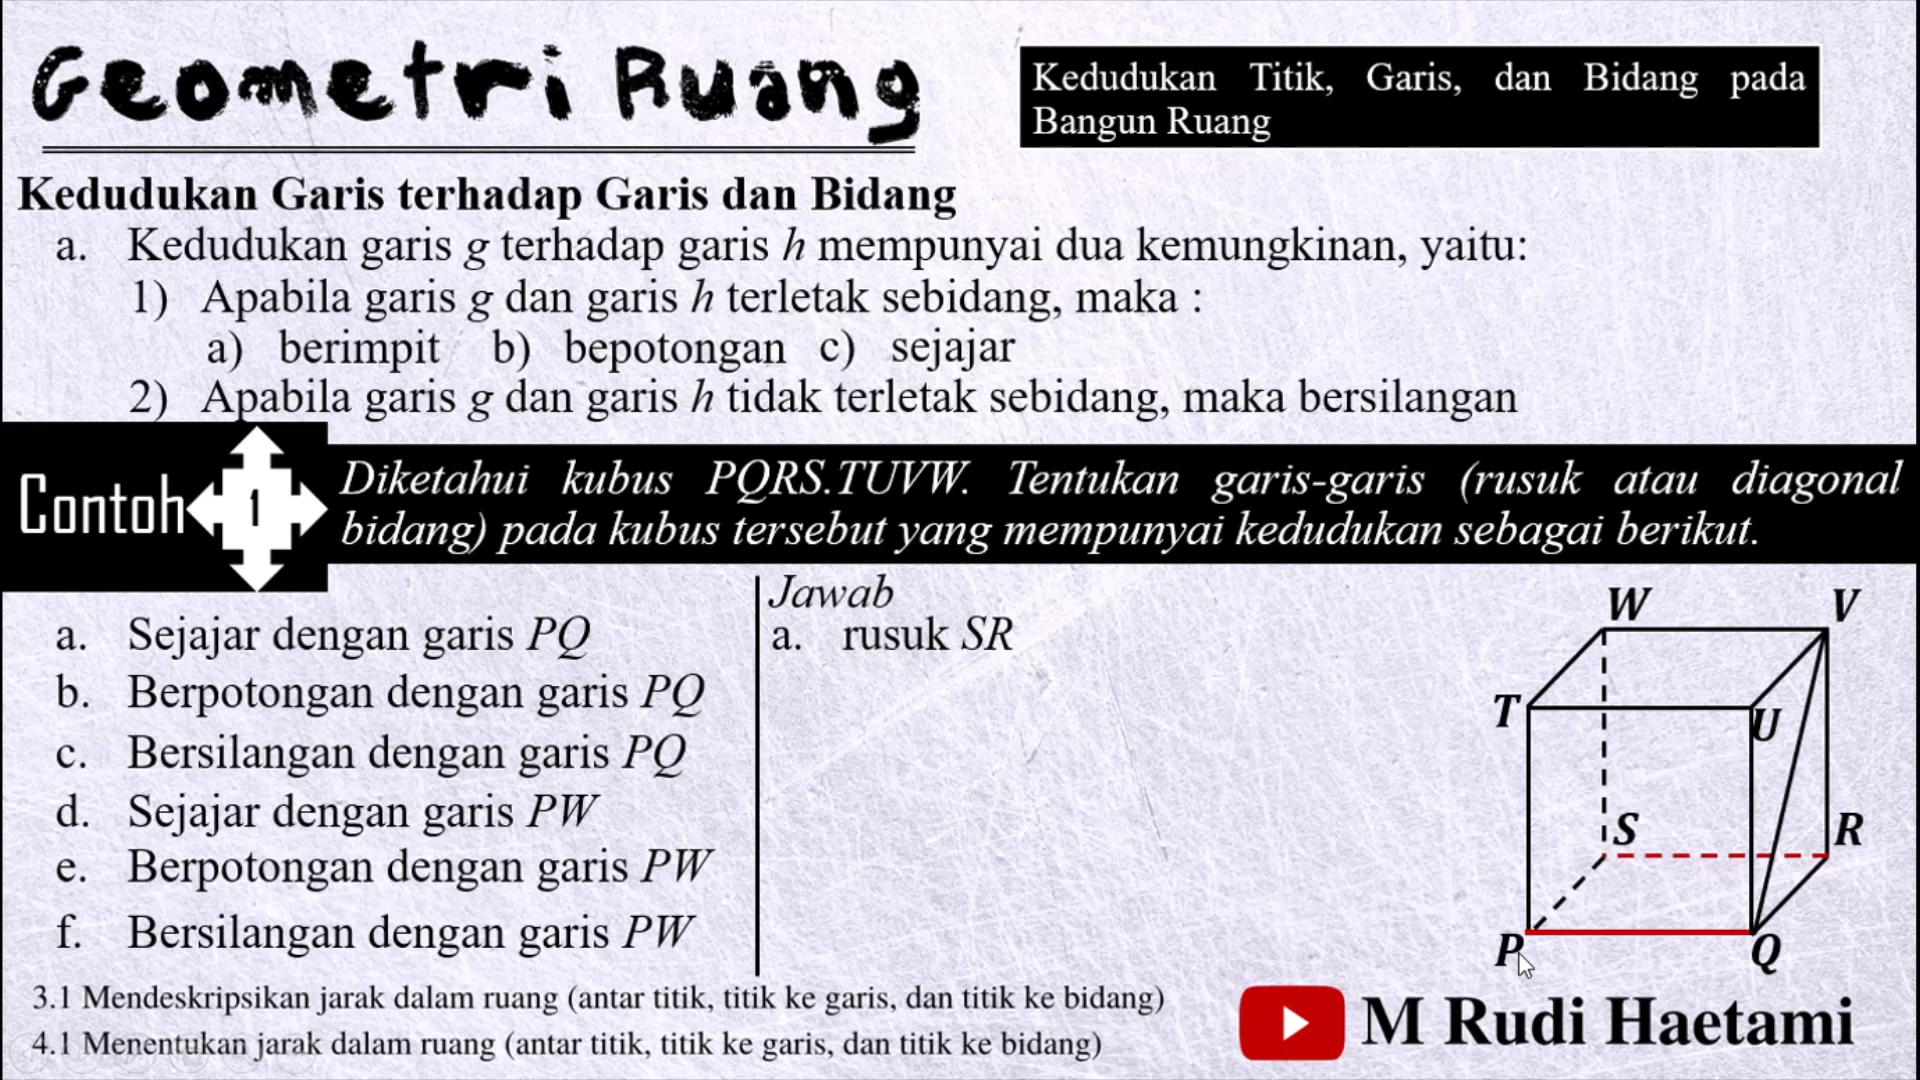 Geometri Ruang
Kedudukan Titik, Garis, dan Bidang pada
Bangun Ruang
Kedudukan Garis terhadap Garis dan Bidang
a. Kedudukan garis g terhadap garis h mempunyai dua kemungkinan, yaitu:
1) Apabila garis g dan garis h terletak sebidang, maka :
a) berimpit b) bepotongan c) sejajar
2) Apabila garis g dan garis h tidak terletak sebidang, maka bersilangan
Contoh 1
Diketahui kubus PQRS.TUVW. Tentukan garis-garis (rusuk atau diagonal
bidang) pada kubus tersebut yang mempunyai kedudukan sebagai berikut.
a. Sejajar dengan garis PQ
b. Berpotongan dengan garis PQ
c. Bersilangan dengan garis PQ
d. Sejajar dengan garis PW
e. Berpotongan dengan garis PW
f. Bersilangan dengan garis PW
Jawab
a. rusuk SR
W V
T U
S R
P Q
3.1 Mendeskripsikan jarak dalam ruang (antar titik, titik ke garis, dan titik ke bidang)
4.1 Menentukan jarak dalam ruang (antar titik, titik ke garis, dan titik ke bidang)
M Rudi Haetami